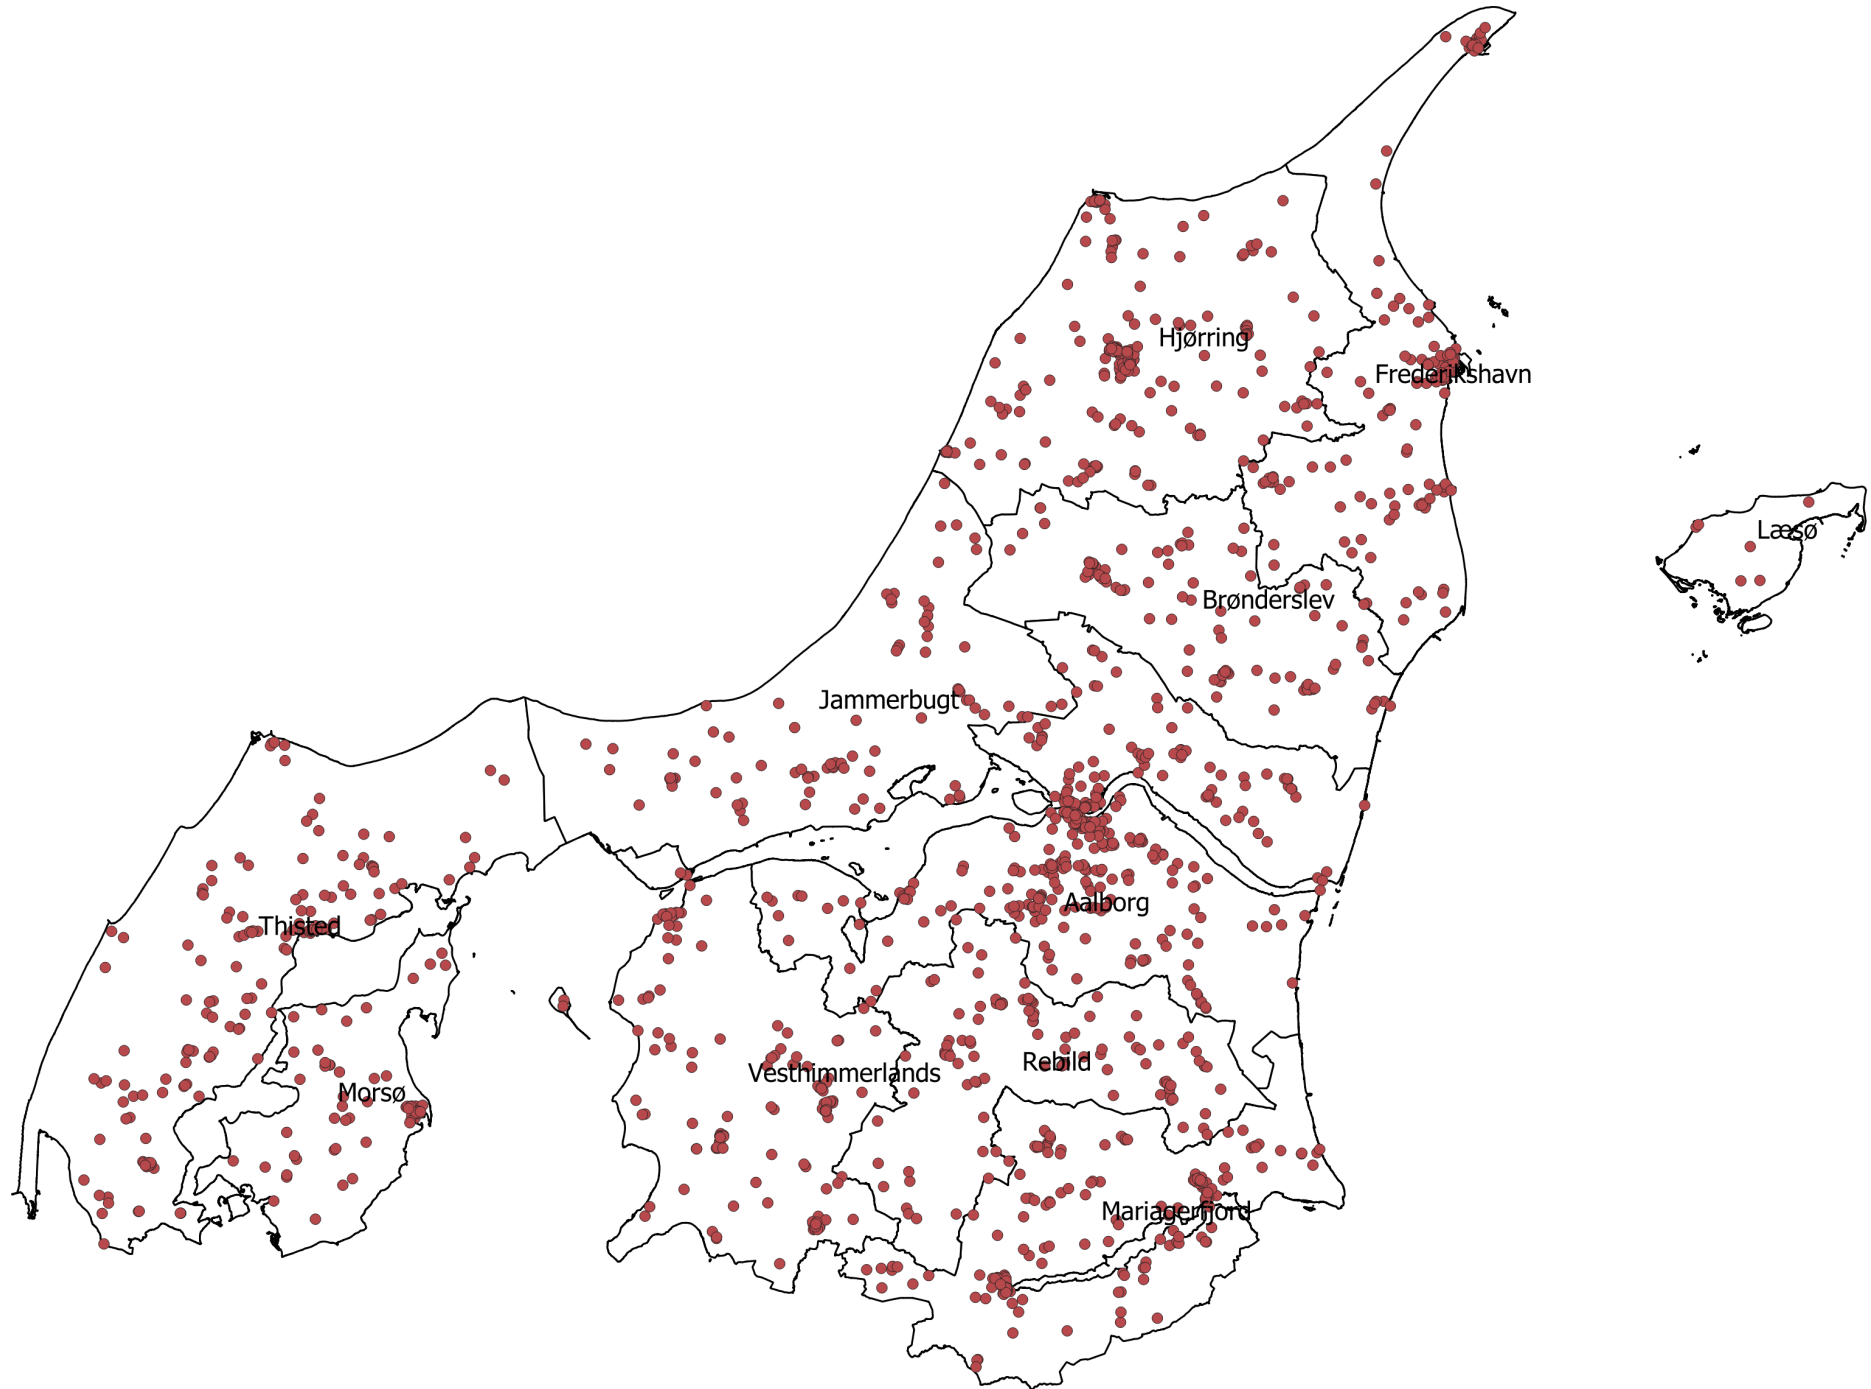 Hjørring
Frederikshavn
Læsø
Brønderslev
Jammerbugt
Aalborg
Thisted
Rebild
Vesthimmerlands
Morsø
Mariagerfjord